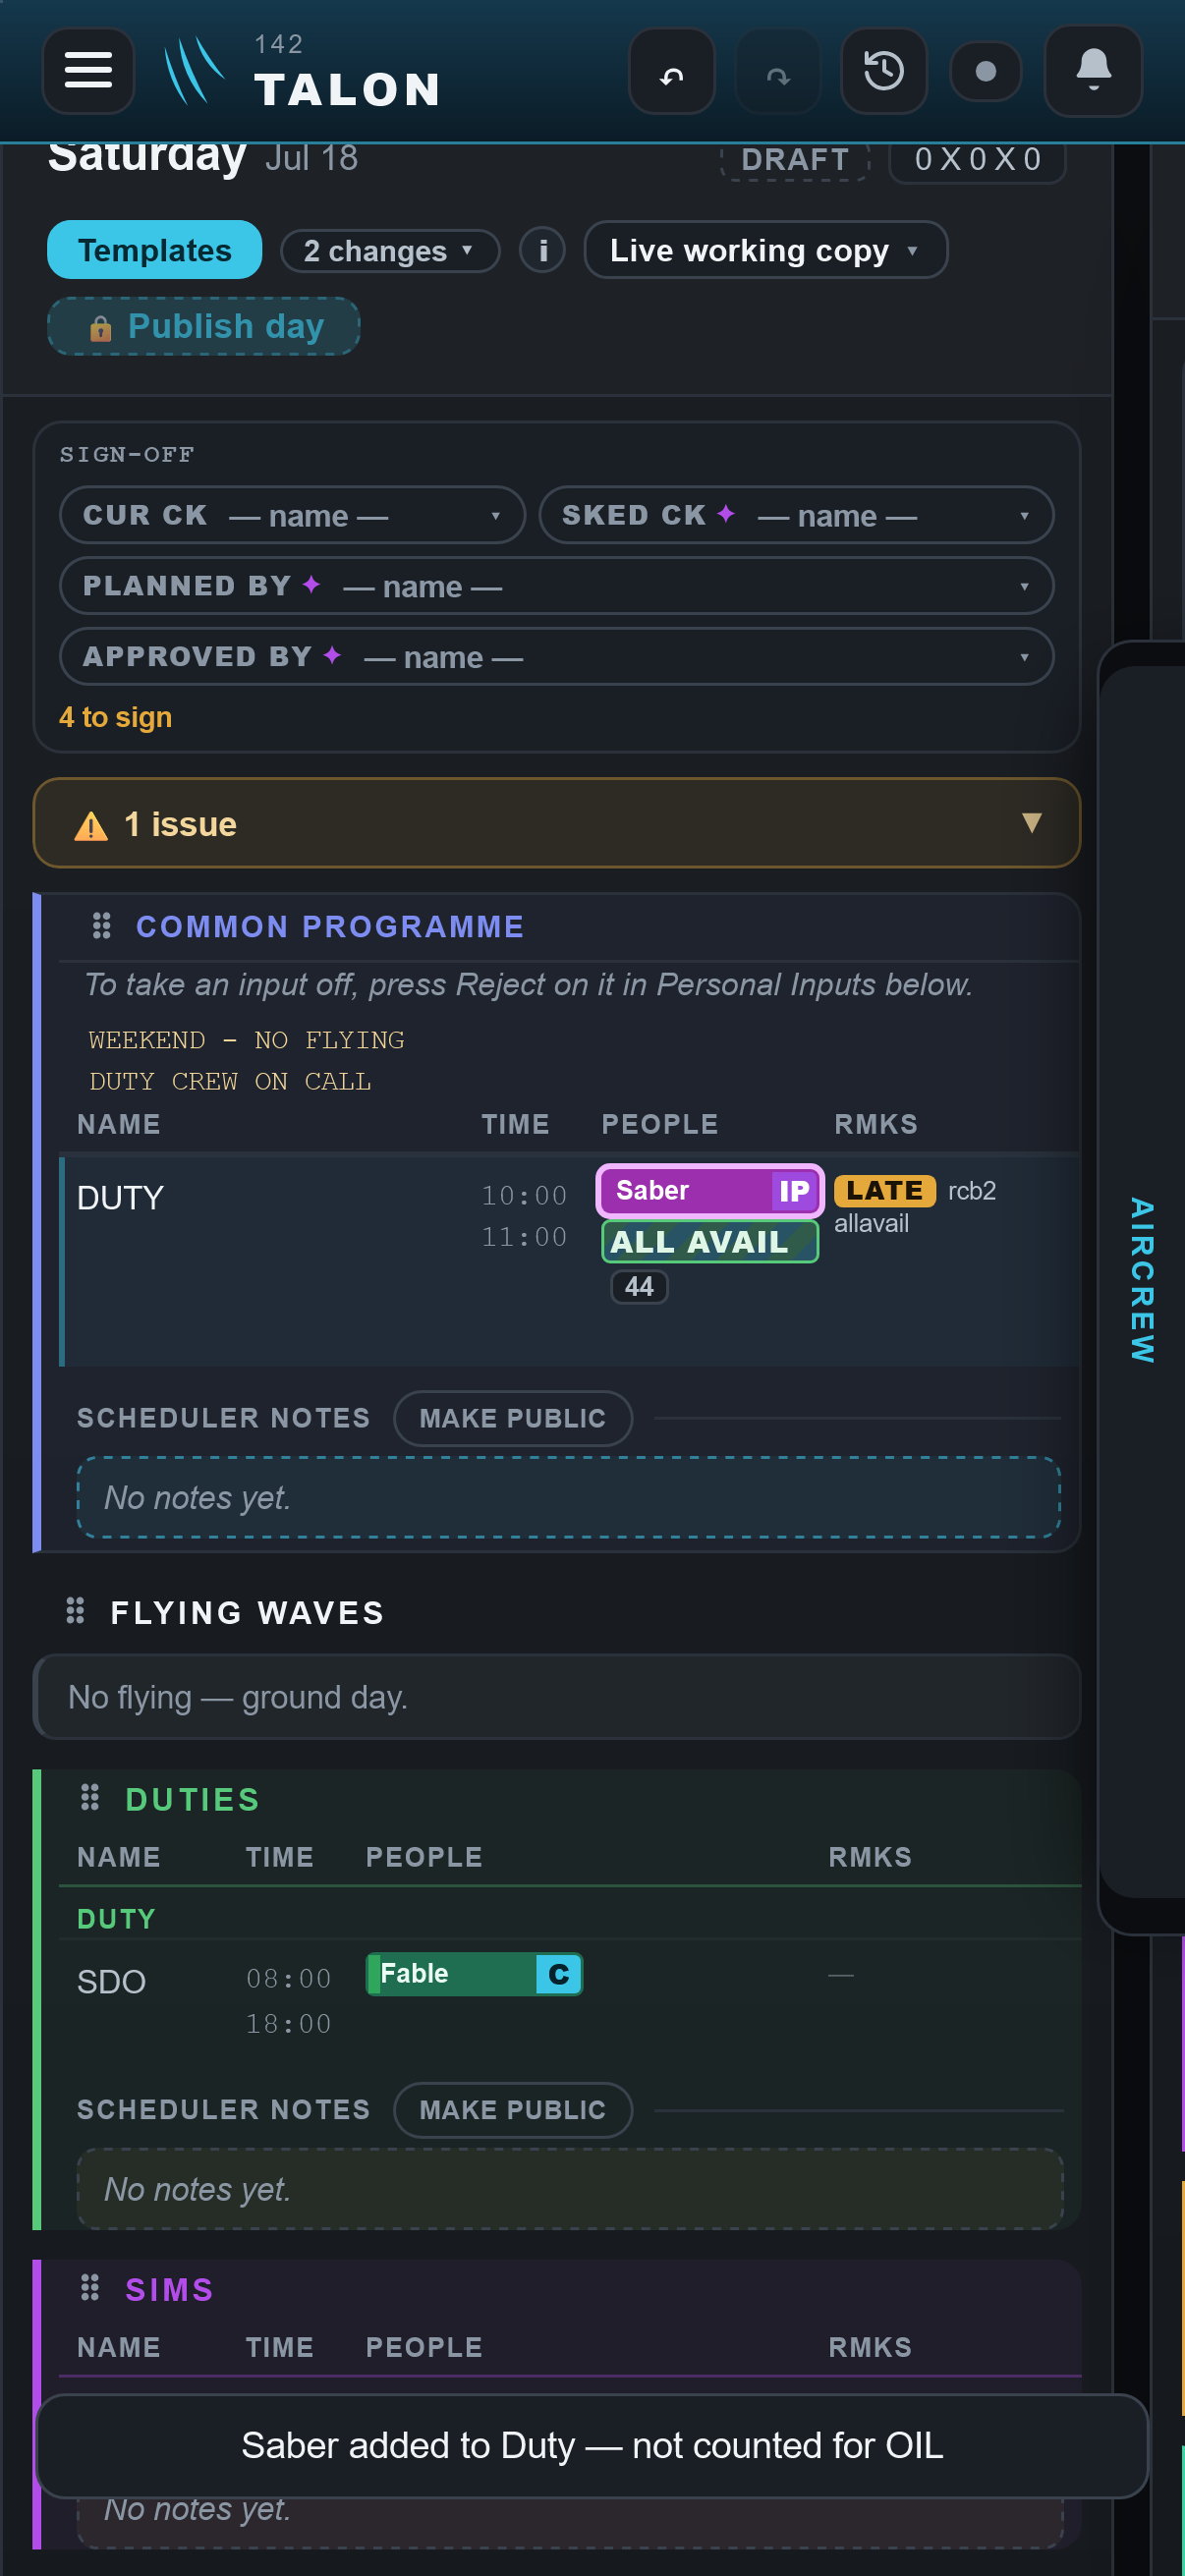 142
TALON
Saturday Jul 18 DRAFT 0 X 0 X 0
Templates 2 changes ▾ i Live working copy ▾
🔒 Publish day
SIGN-OFF
CUR CK — name — ▾ SKED CK ✦ — name — ▾
PLANNED BY ✦ — name — ▾
APPROVED BY ✦ — name — ▾
4 to sign
⚠️ 1 issue ▼
COMMON PROGRAMME
To take an input off, press Reject on it in Personal Inputs below.
WEEKEND - NO FLYING
DUTY CREW ON CALL
NAME TIME PEOPLE RMKS
DUTY 10:00 Saber IP LATE rcb2
11:00 ALL AVAIL allavail
44
SCHEDULER NOTES MAKE PUBLIC
No notes yet.
FLYING WAVES
No flying — ground day.
DUTIES
NAME TIME PEOPLE RMKS
DUTY
SDO 08:00 Fable C —
18:00
SCHEDULER NOTES MAKE PUBLIC
No notes yet.
SIMS
NAME TIME PEOPLE RMKS
Saber added to Duty — not counted for OIL
No notes yet.
AIRCREW